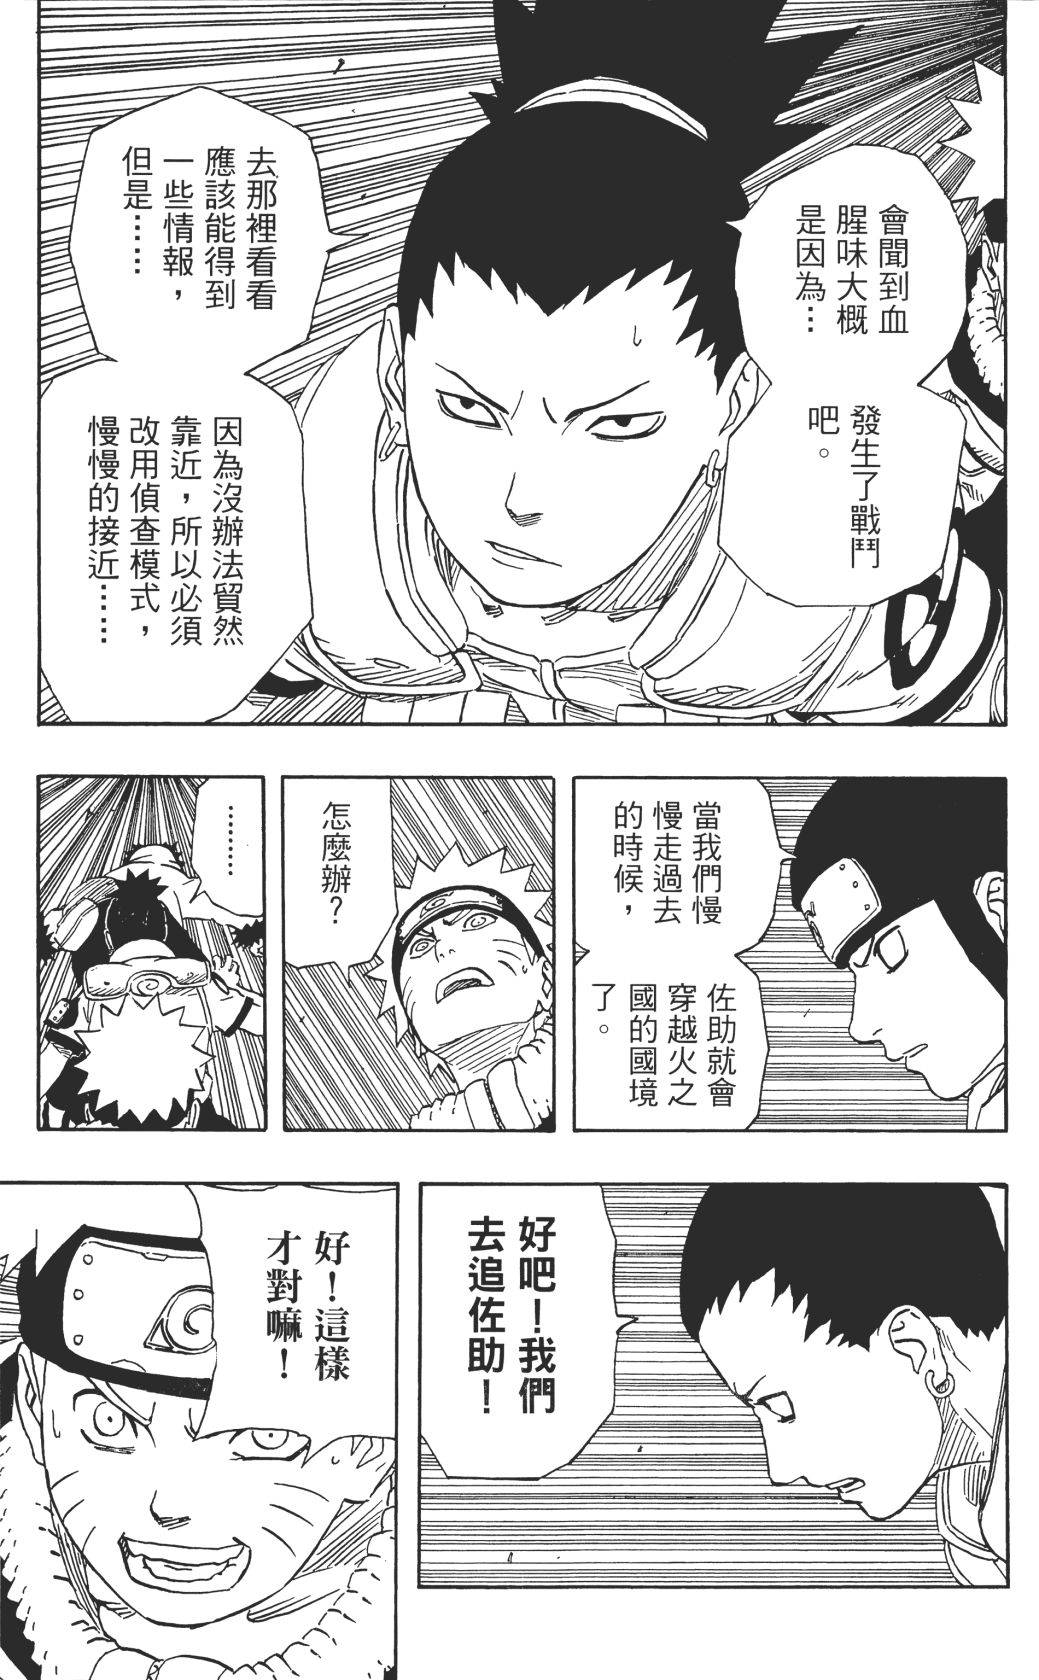 會聞到血
腥味大概
是因為…
發生了戰鬥
吧。
去那裡看看
應該能得到
一些情報，
但是……
因為沒辦法貿然
靠近，所以必須
改用偵查模式，
慢慢的接近……
當我們慢
慢走過去
的時候，
佐助就會
穿越火之
國的國境
了。
怎麼辦？
………
好吧！我們
去追佐助！
好！這樣
才對嘛！